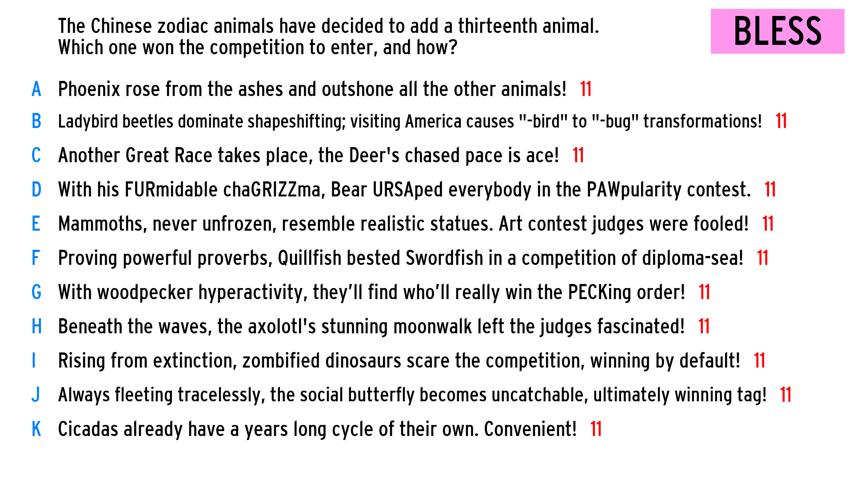 The Chinese zodiac animals have decided to add a thirteenth animal.
Which one won the competition to enter, and how?
BLESS
A Phoenix rose from the ashes and outshone all the other animals! 11
B Ladybird beetles dominate shapeshifting; visiting America causes "-bird" to "-bug" transformations! 11
C Another Great Race takes place, the Deer's chased pace is ace! 11
D With his FURmidable chaGRIZZma, Bear URSAped everybody in the PAWpularity contest. 11
E Mammoths, never unfrozen, resemble realistic statues. Art contest judges were fooled! 11
F Proving powerful proverbs, Quillfish bested Swordfish in a competition of diploma-sea! 11
G With woodpecker hyperactivity, they’ll find who’ll really win the PECKing order! 11
H Beneath the waves, the axolotl's stunning moonwalk left the judges fascinated! 11
I Rising from extinction, zombified dinosaurs scare the competition, winning by default! 11
J Always fleeting tracelessly, the social butterfly becomes uncatchable, ultimately winning tag! 11
K Cicadas already have a years long cycle of their own. Convenient! 11